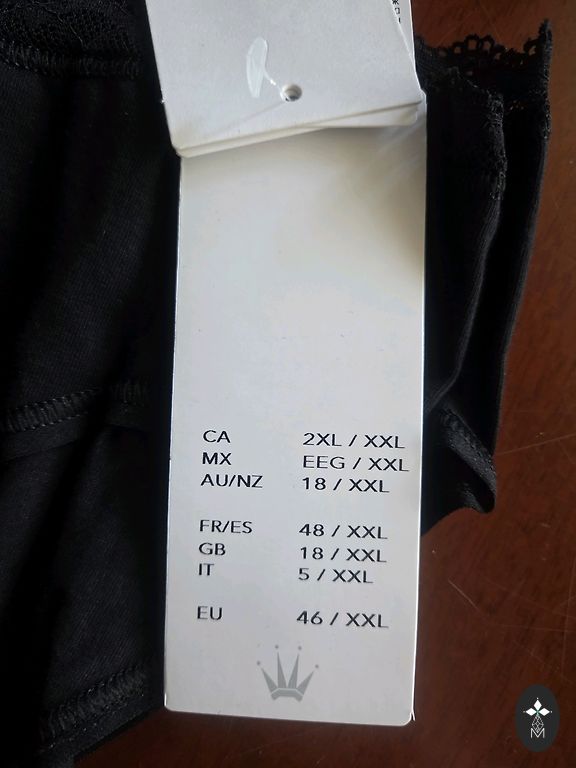 CA 2XL / XXL
MX EEG / XXL
AU/NZ 18 / XXL
FR/ES 48 / XXL
GB 18 / XXL
IT 5 / XXL
EU 46 / XXL